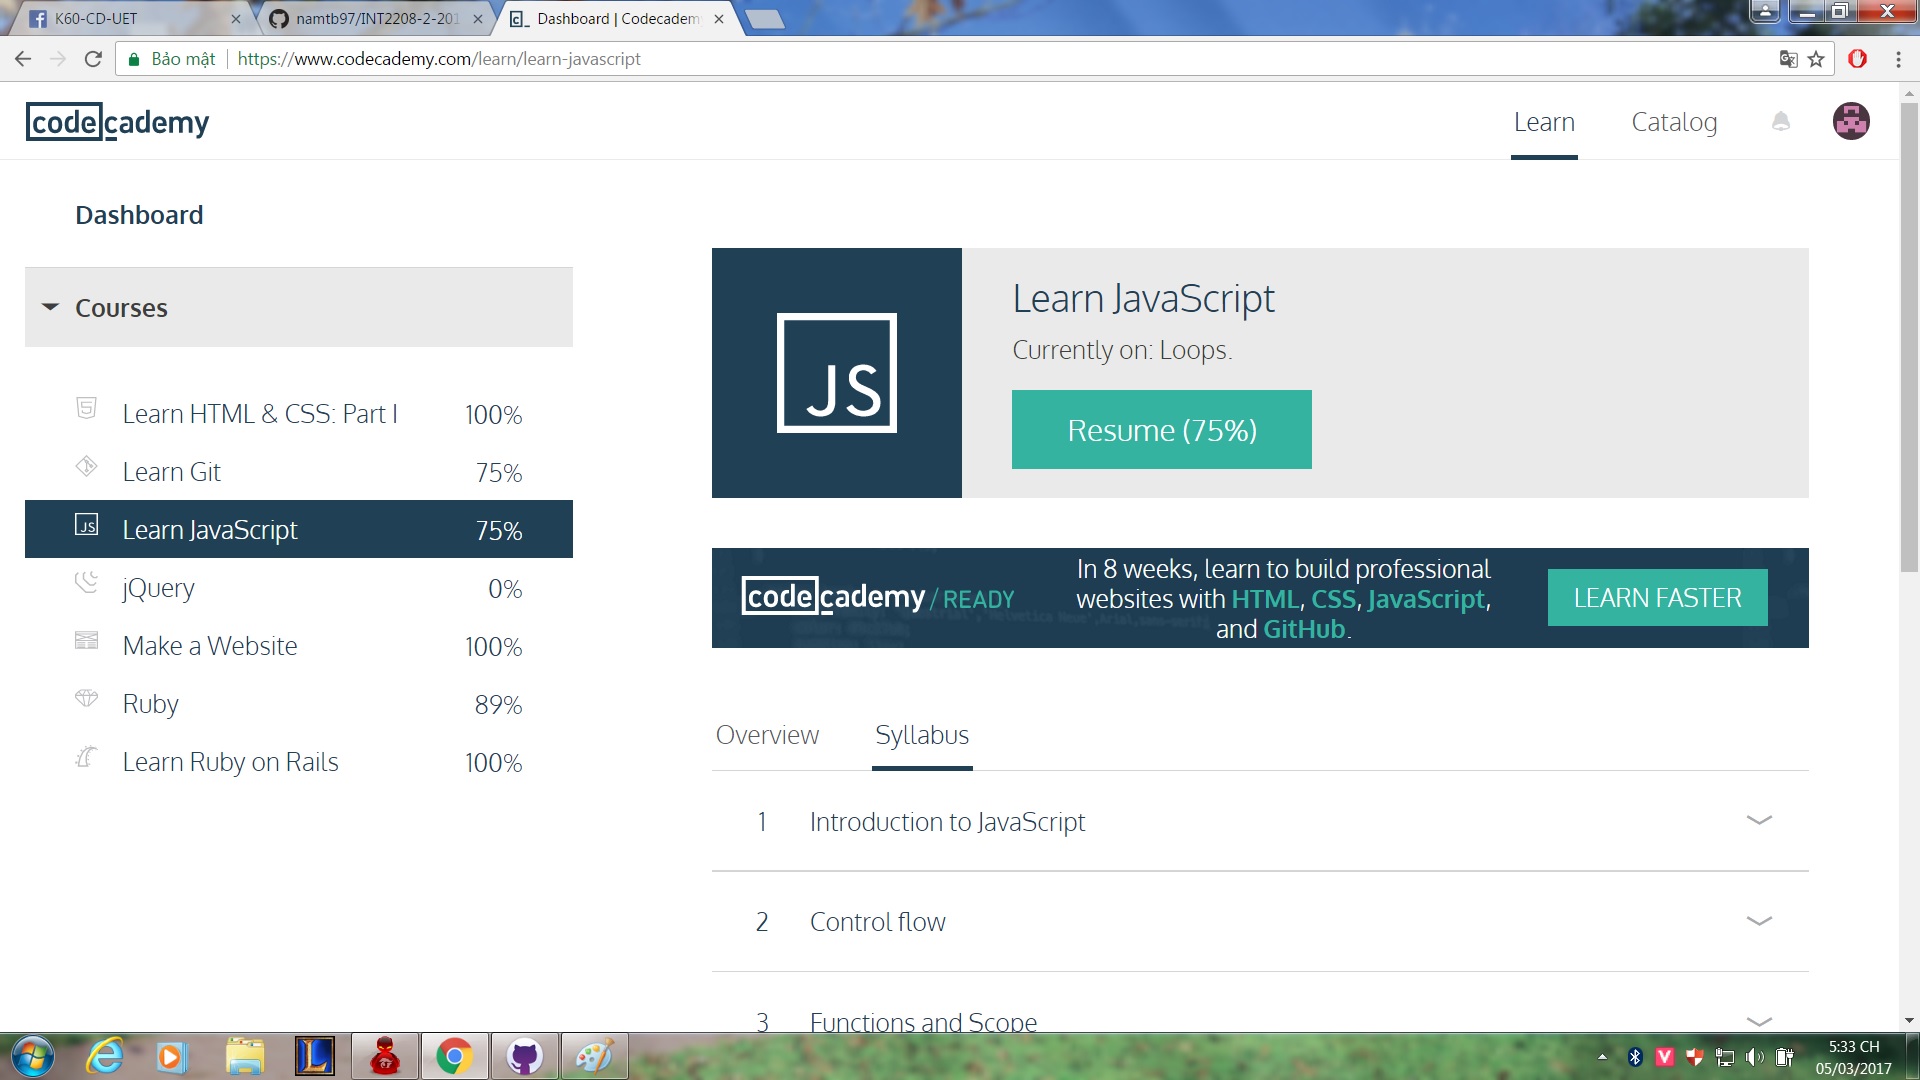 K60-CD-UET
namtb97/INT2208-2-201
Dashboard | Codecadem
Bảo mật
https://www.codecademy.com/learn/learn-javascript
codecademy
Learn
Catalog
Dashboard
Courses
Learn HTML & CSS: Part I 100%
Learn Git 75%
JS Learn JavaScript 75%
jQuery 0%
Make a Website 100%
Ruby 89%
Learn Ruby on Rails 100%
JS
Learn JavaScript
Currently on: Loops.
Resume (75%)
codecademy / READY
In 8 weeks, learn to build professional
websites with HTML, CSS, JavaScript,
and GitHub.
LEARN FASTER
Overview
Syllabus
1 Introduction to JavaScript
2 Control flow
3 Functions and Scope
5:33 CH
05/03/2017